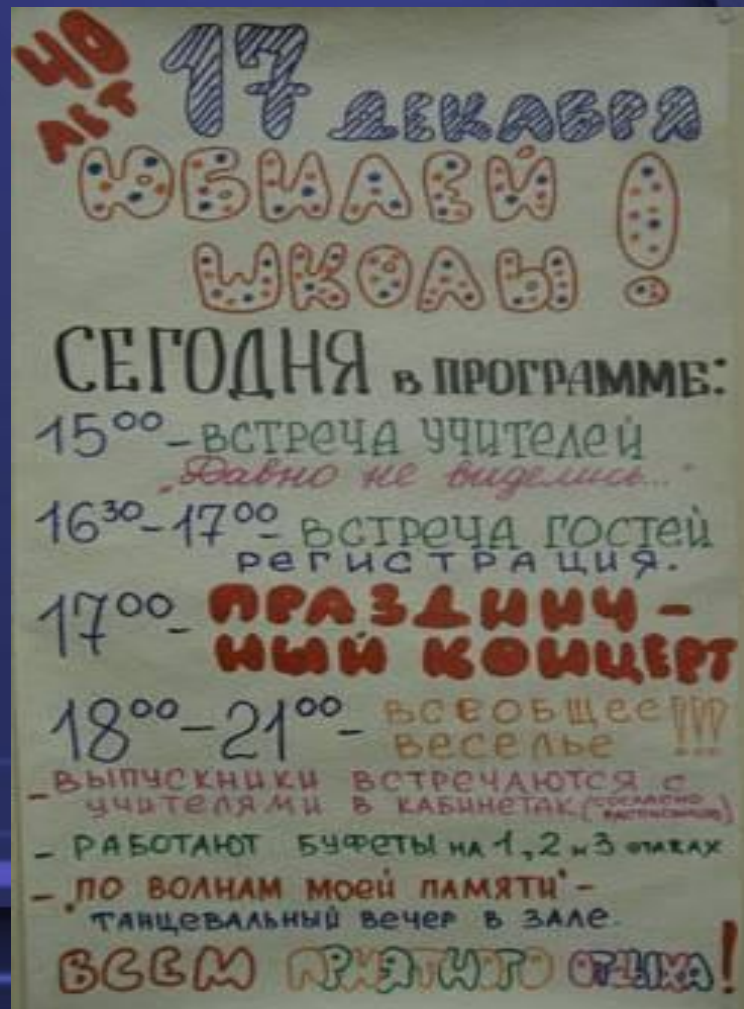 40
ЛЕТ
17 ДЕКАБРЯ
ЮБИЛЕЙ
ШКОЛЫ!
СЕГОДНЯ в ПРОГРАММЕ:
15⁰⁰-ВСТРЕЧА УЧИТЕЛЕЙ
„Давно не виделись..."
16³⁰-17⁰⁰- ВСТРЕЧА ГОСТЕЙ
РЕГИСТРАЦИЯ.
17⁰⁰- ПРАЗДНИЧ-
НЫЙ КОНЦЕРТ
18⁰⁰-21⁰⁰- ВСЕОБЩЕЕ
ВЕСЕЛЬЕ !!!
- ВЫПУСКНИКИ ВСТРЕЧАЮТСЯ С
УЧИТЕЛЯМИ В КАБИНЕТАХ (СОГЛАСНО
РАСПИСАНИЮ)
- РАБОТАЮТ БУФЕТЫ НА 1, 2 и 3 ЭТАЖАХ
- „ПО ВОЛНАМ МОЕЙ ПАМЯТИ" -
ТАНЦЕВАЛЬНЫЙ ВЕЧЕР В ЗАЛЕ.
ВСЕМ ПРИЯТНОГО ОТДЫХА!